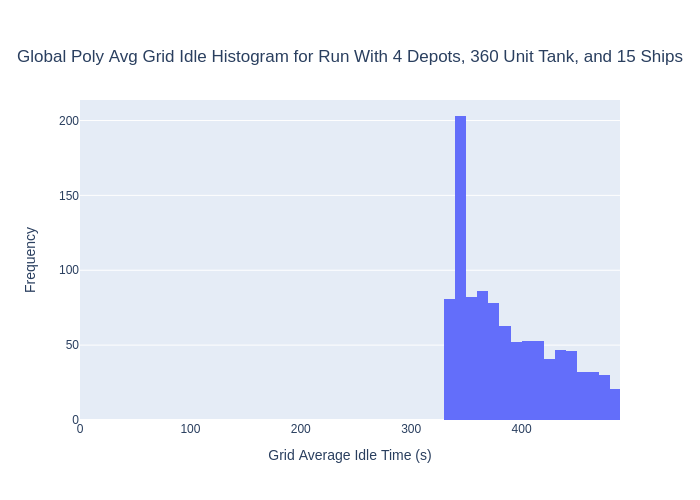 Global Poly Avg Grid Idle Histogram for Run With 4 Depots, 360 Unit Tank, and 15 Ships
200
150
100
50
0
Frequency
0 100 200 300 400
Grid Average Idle Time (s)